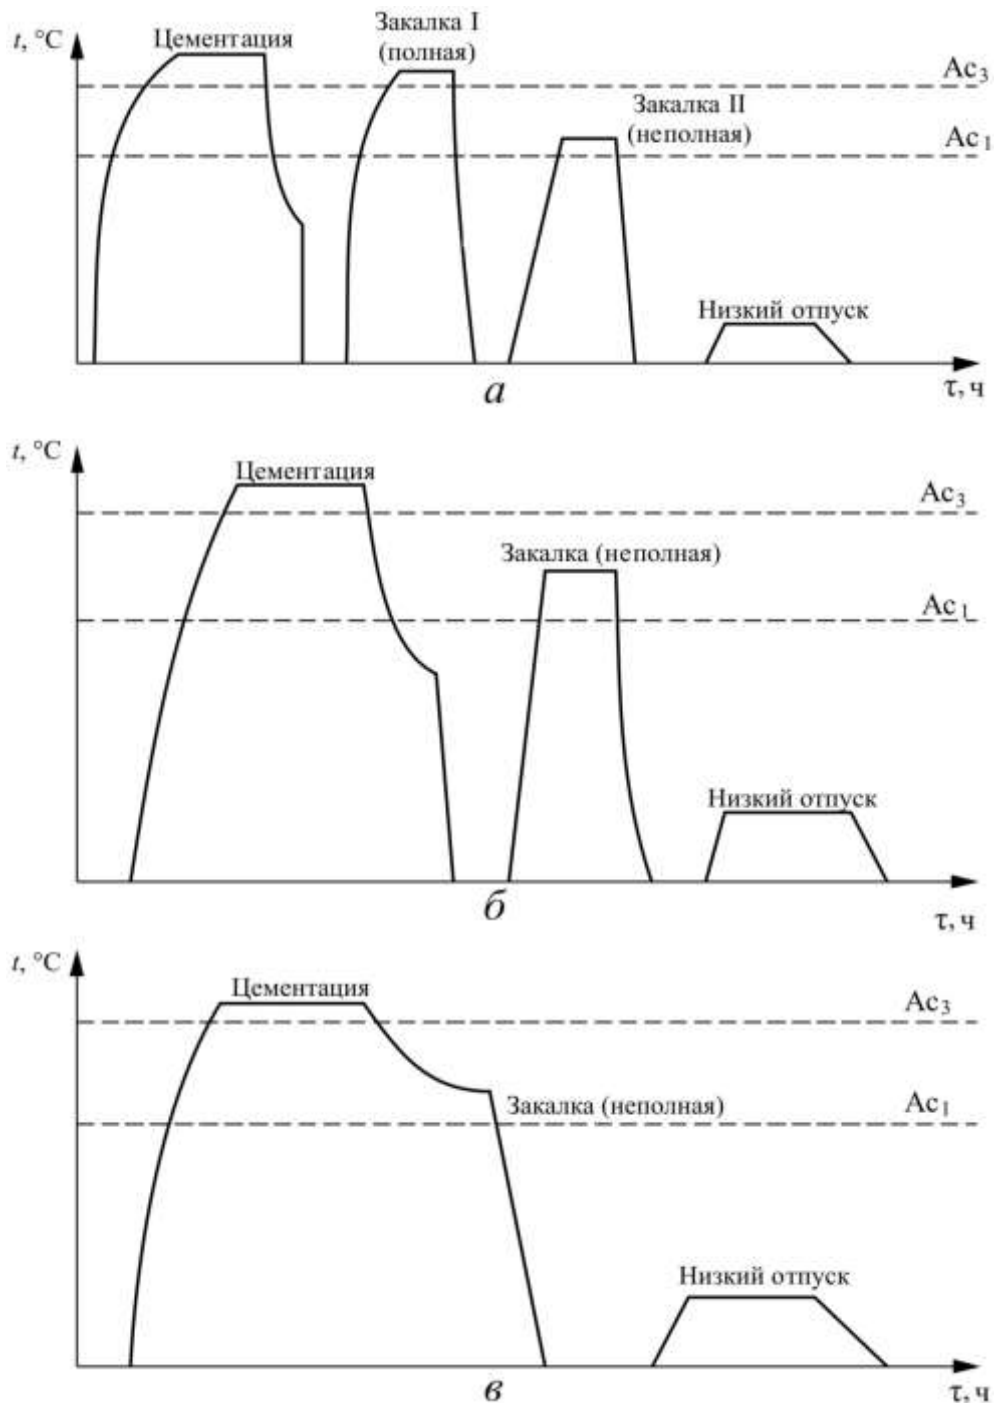 t, °C
Цементация
Закалка I
(полная)
Ac3
Закалка II
(неполная)
Ac1
Низкий отпуск
τ, ч
а
t, °C
Цементация
Ac3
Закалка (неполная)
Ac1
Низкий отпуск
б
τ, ч
t, °C
Цементация
Ac3
Закалка (неполная)
Ac1
Низкий отпуск
в
τ, ч